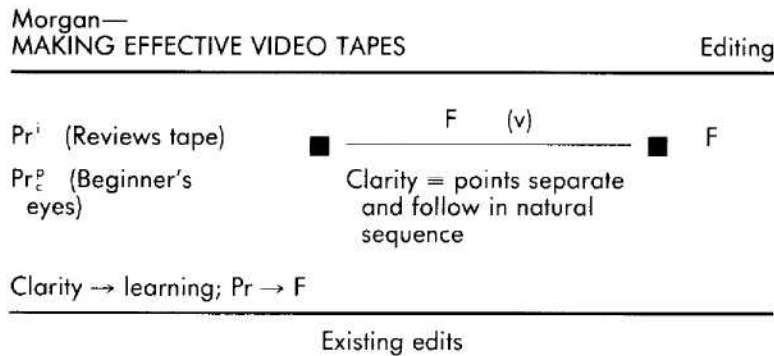 Morgan—
MAKING EFFECTIVE VIDEO TAPES Editing
Prⁱ (Reviews tape) ■ F (v) ■ F
Pr꜀ᵖ (Beginner's
eyes)
Clarity = points separate
and follow in natural
sequence
Clarity → learning; Pr → F
Existing edits